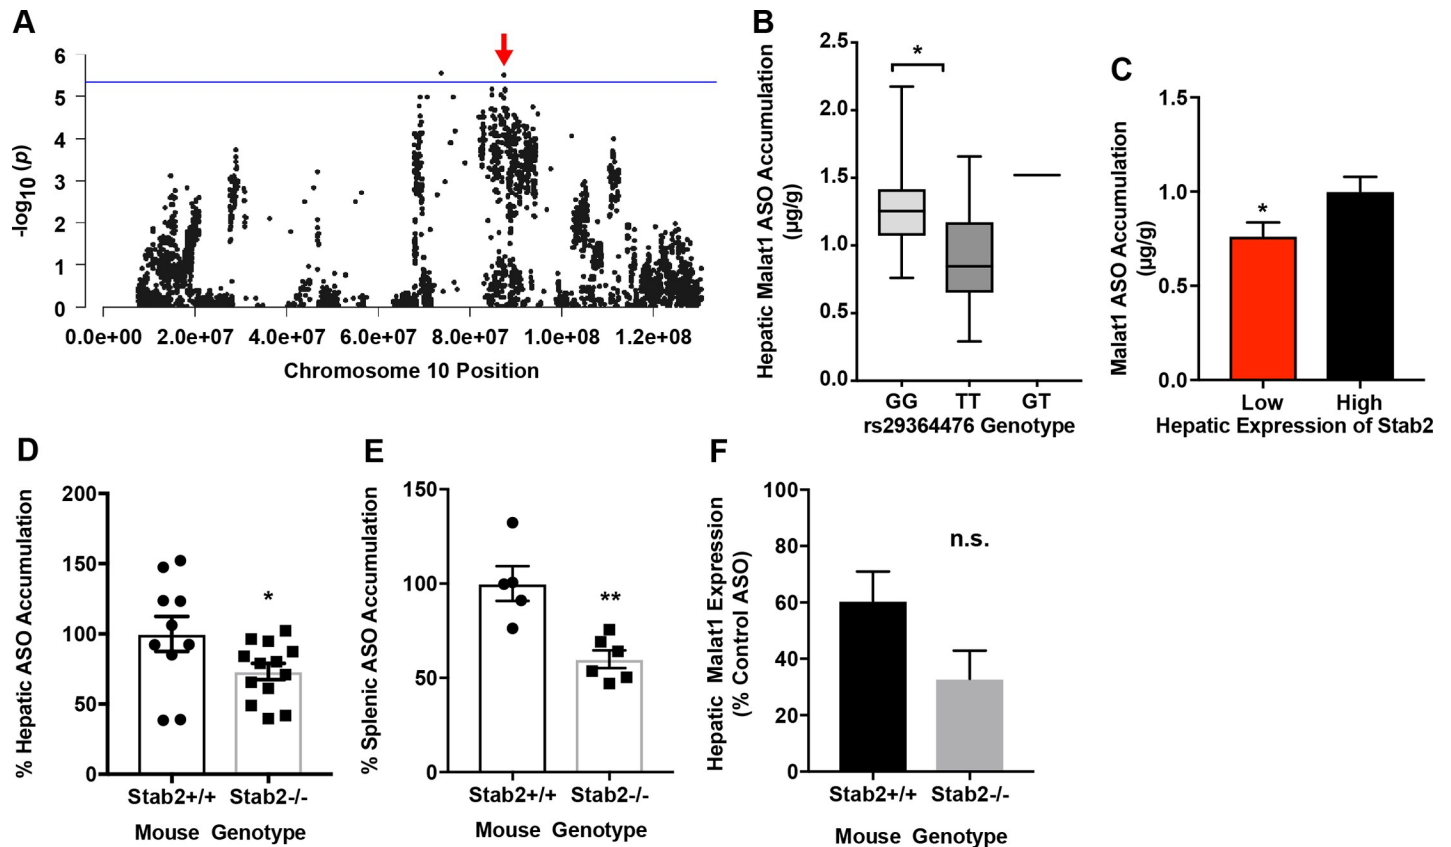 A
6
5
4
3
2
1
0
-log10 (p)
0.0e+00 2.0e+07 4.0e+07 6.0e+07 8.0e+07 1.0e+08 1.2e+08
Chromosome 10 Position
B
Hepatic Malat1 ASO Accumulation
(µg/g)
2.5
2.0
1.5
1.0
0.5
0.0
*
GG TT GT
rs29364476 Genotype
C
Malat1 ASO Accumulation
(µg/g)
1.5
1.0
0.5
0.0
*
Low High
Hepatic Expression of Stab2
D
% Hepatic ASO Accumulation
200
150
100
50
0
*
Stab2+/+ Stab2-/-
Mouse Genotype
E
% Splenic ASO Accumulation
150
100
50
0
**
Stab2+/+ Stab2-/-
Mouse Genotype
F
Hepatic Malat1 Expression
(% Control ASO)
100
80
60
40
20
0
n.s.
Stab2+/+ Stab2-/-
Mouse Genotype